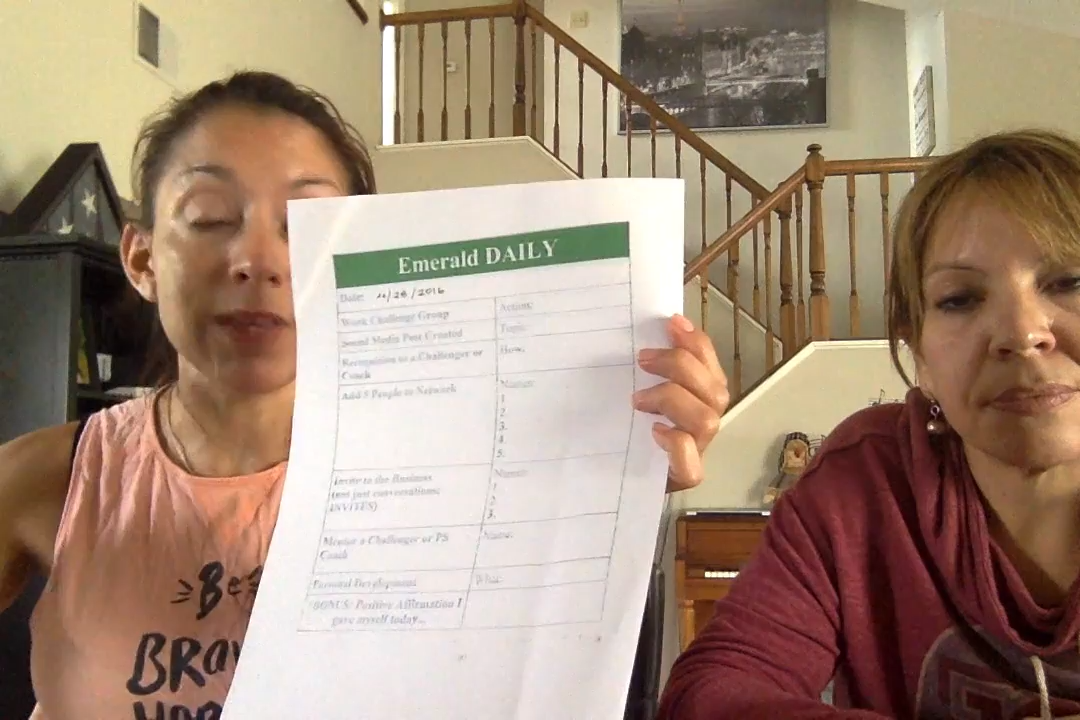 Emerald DAILY
Date: 11/28/2016
Work Challenge Group
Action:
Social Media Post Created
Topic:
Recognition to a Challenger or
Coach
How:
Add 5 People to Network
Names:
1
2.
3.
4.
5.
Invite to the Business
(not just conversations;
INVITES)
Names:
1
2.
3.
Mentor a Challenger or PS
Coach
Name:
Personal Development
What:
BONUS: Positive Affirmation I
gave myself today...
BE
BRAV